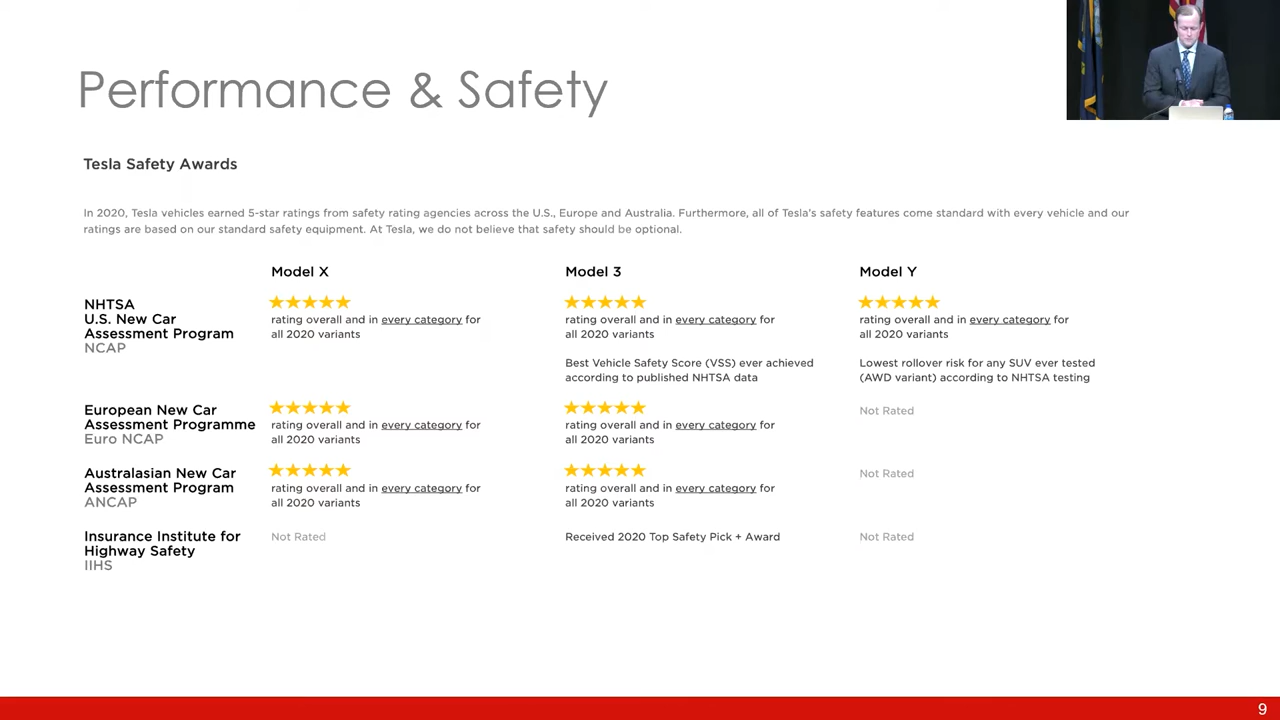 Performance & Safety
Tesla Safety Awards
In 2020, Tesla vehicles earned 5-star ratings from safety rating agencies across the U.S., Europe and Australia. Furthermore, all of Tesla's safety features come standard with every vehicle and our
ratings are based on our standard safety equipment. At Tesla, we do not believe that safety should be optional.
Model X
Model 3
Model Y
NHTSA
U.S. New Car
Assessment Program
NCAP
rating overall and in every category for
all 2020 variants
rating overall and in every category for
all 2020 variants
Best Vehicle Safety Score (VSS) ever achieved
according to published NHTSA data
rating overall and in every category for
all 2020 variants
Lowest rollover risk for any SUV ever tested
(AWD variant) according to NHTSA testing
European New Car
Assessment Programme
Euro NCAP
rating overall and in every category for
all 2020 variants
rating overall and in every category for
all 2020 variants
Not Rated
Australasian New Car
Assessment Program
ANCAP
rating overall and in every category for
all 2020 variants
rating overall and in every category for
all 2020 variants
Not Rated
Insurance Institute for
Highway Safety
IIHS
Not Rated
Received 2020 Top Safety Pick + Award
Not Rated
9